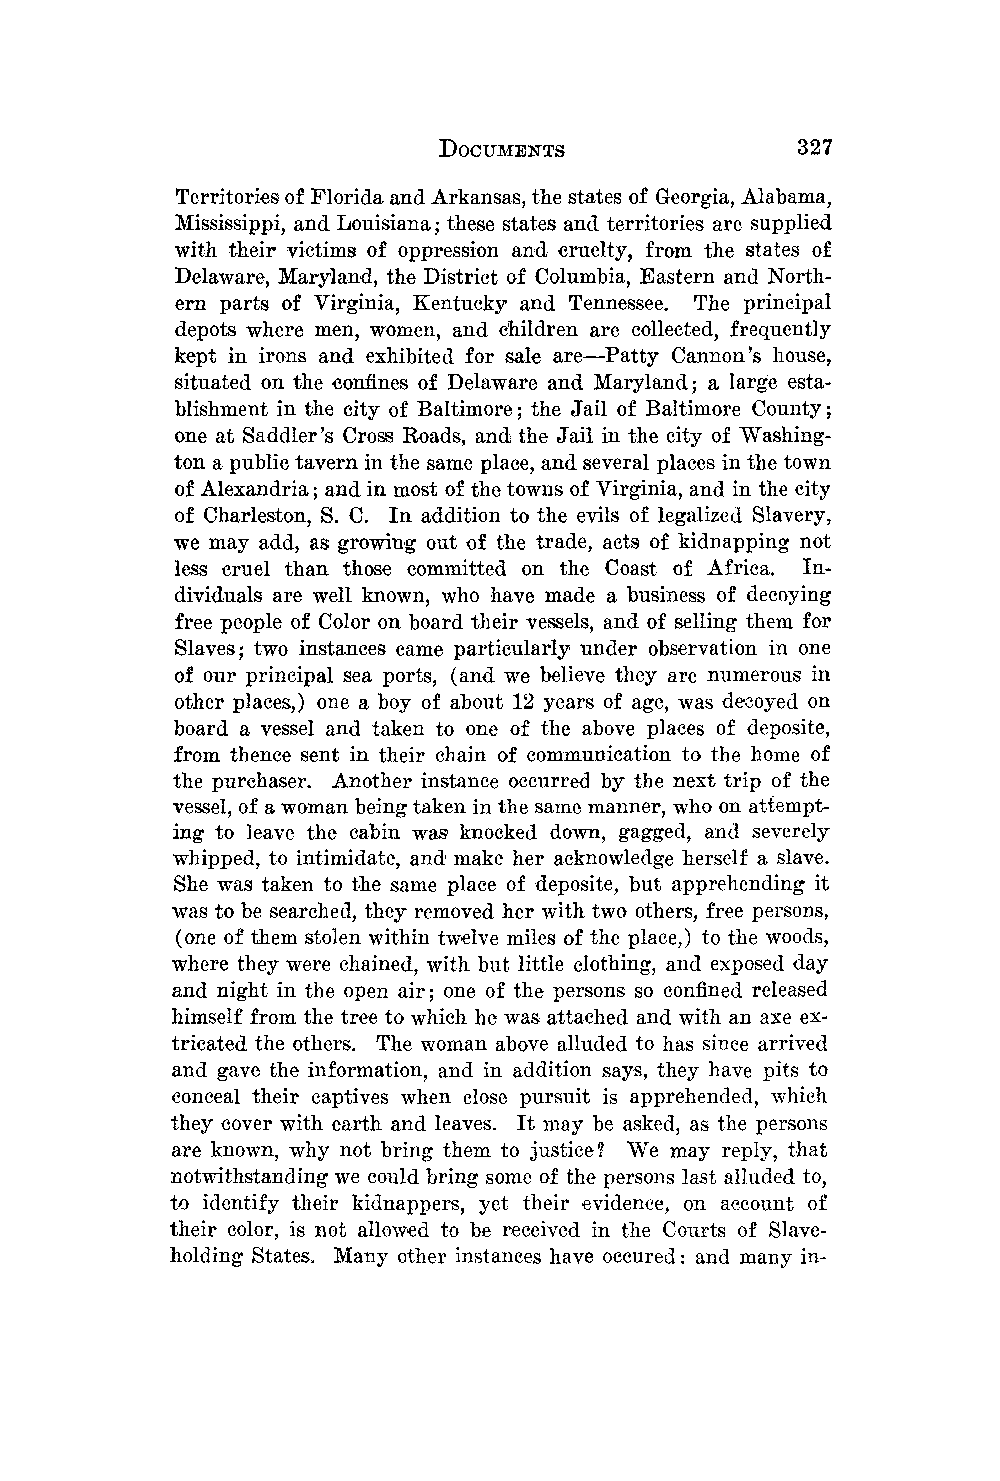 DOCUMENTS 327
Territories of Florida and Arkansas, the states of Georgia, Alabama,
Mississippi, and Louisiana; these states and territories are supplied
with their victims of oppression and cruelty, from the states of
Delaware, Maryland, the District of Columbia, Eastern and North-
ern parts of Virginia, Kentucky and Tennessee. The principal
depots where men, women, and children are collected, frequently
kept in irons and exhibited for sale are—Patty Cannon's house,
situated on the confines of Delaware and Maryland; a large esta-
blishment in the city of Baltimore; the Jail of Baltimore County;
one at Saddler's Cross Roads, and the Jail in the city of Washing-
ton a public tavern in the same place, and several places in the town
of Alexandria; and in most of the towns of Virginia, and in the city
of Charleston, S. C. In addition to the evils of legalized Slavery,
we may add, as growing out of the trade, acts of kidnapping not
less cruel than those committed on the Coast of Africa. In-
dividuals are well known, who have made a business of decoying
free people of Color on board their vessels, and of selling them for
Slaves; two instances came particularly under observation in one
of our principal sea ports, (and we believe they are numerous in
other places,) one a boy of about 12 years of age, was decoyed on
board a vessel and taken to one of the above places of deposite,
from thence sent in their chain of communication to the home of
the purchaser. Another instance occurred by the next trip of the
vessel, of a woman being taken in the same manner, who on attempt-
ing to leave the cabin was knocked down, gagged, and severely
whipped, to intimidate, and make her acknowledge herself a slave.
She was taken to the same place of deposite, but apprehending it
was to be searched, they removed her with two others, free persons,
(one of them stolen within twelve miles of the place,) to the woods,
where they were chained, with but little clothing, and exposed day
and night in the open air; one of the persons so confined released
himself from the tree to which he was attached and with an axe ex-
tricated the others. The woman above alluded to has since arrived
and gave the information, and in addition says, they have pits to
conceal their captives when close pursuit is apprehended, which
they cover with earth and leaves. It may be asked, as the persons
are known, why not bring them to justice? We may reply, that
notwithstanding we could bring some of the persons last alluded to,
to identify their kidnappers, yet their evidence, on account of
their color, is not allowed to be received in the Courts of Slave-
holding States. Many other instances have occured: and many in-